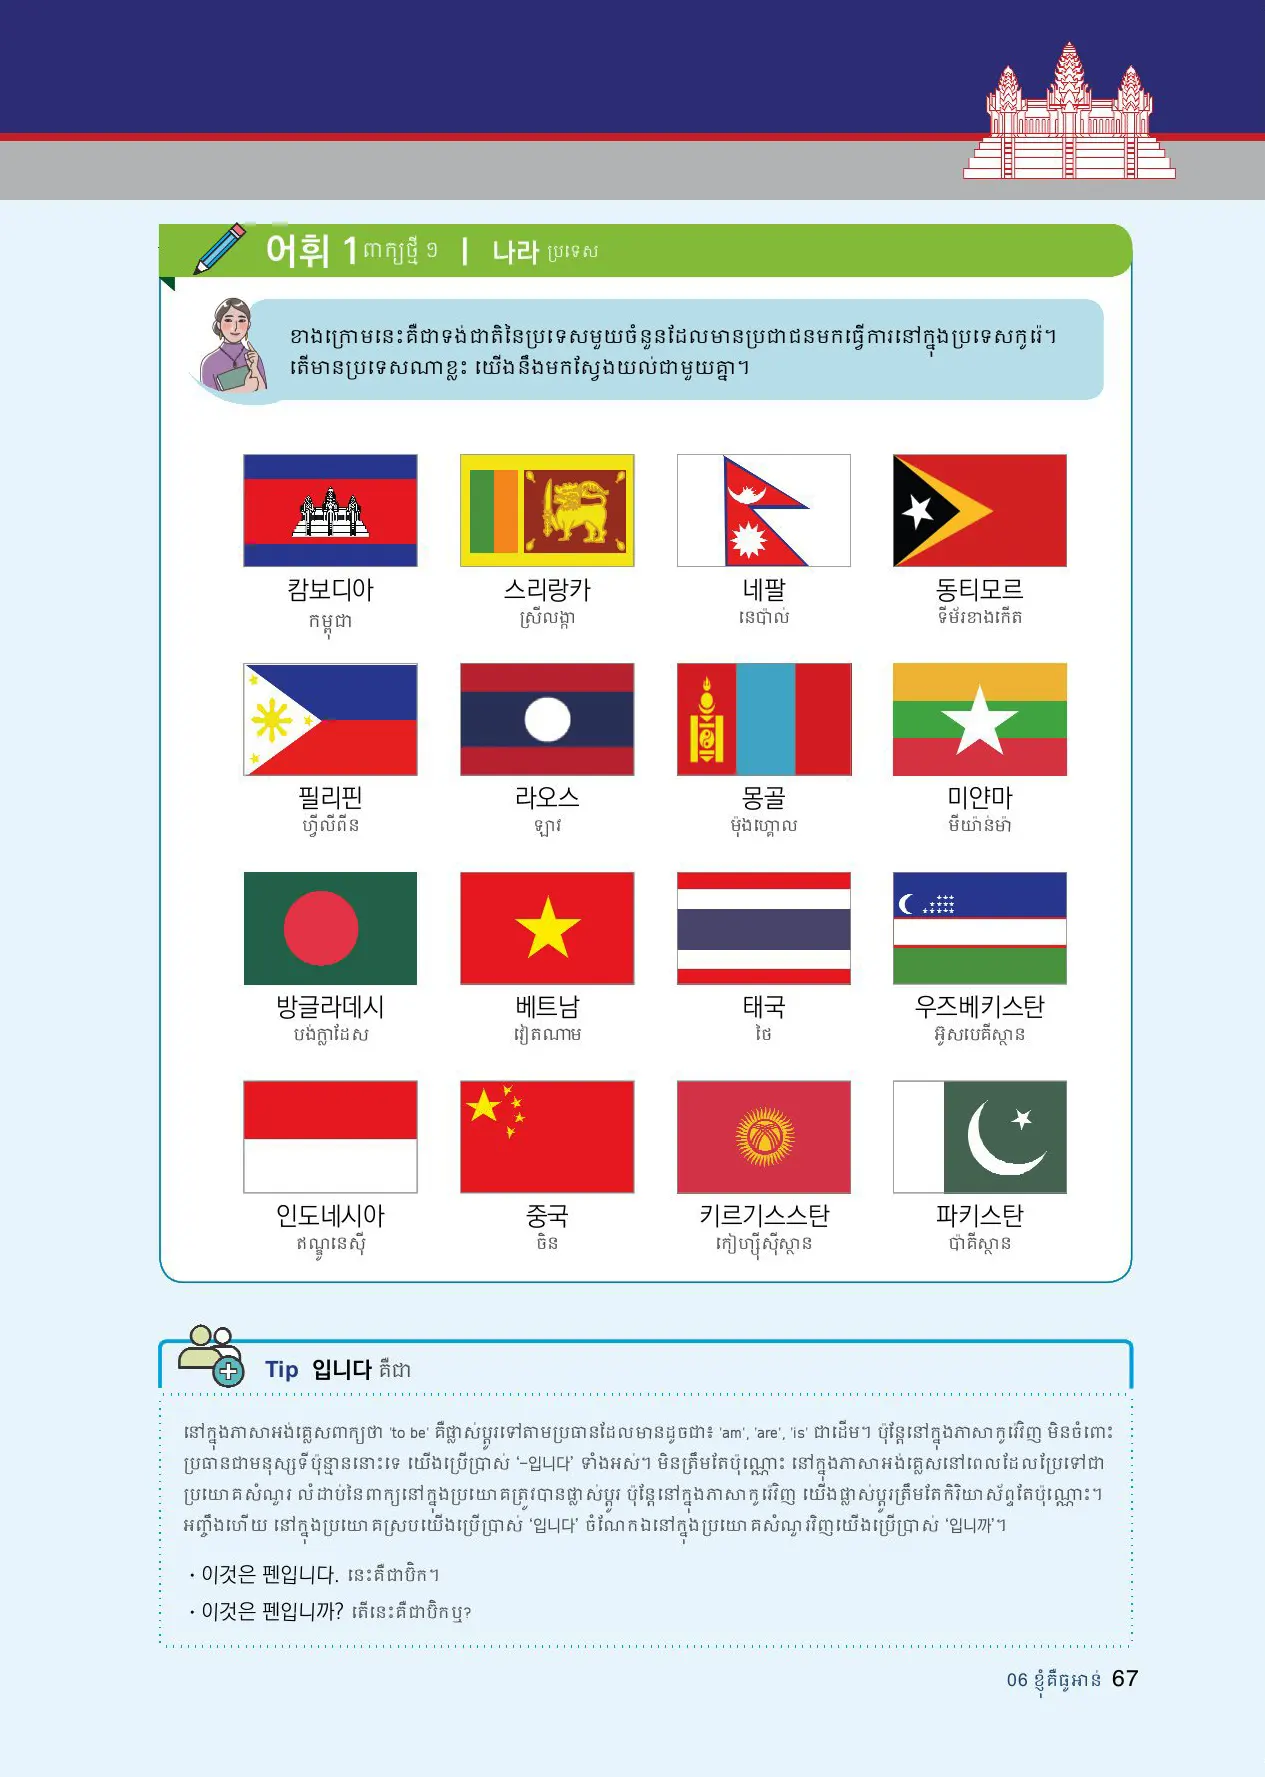 어휘 1 ពាក្យថ្មី ១ | 나라 ប្រទេស
ខាងក្រោមនេះគឺជាទង់ជាតិនៃប្រទេសមួយចំនួនដែលមានប្រជាជនមកធ្វើការនៅក្នុងប្រទេសកូរ៉េ។
តើមានប្រទេសណាខ្លះ យើងនឹងមកស្វែងយល់ជាមួយគ្នា។
캄보디아 스리랑카 네팔 동티모르
កម្ពុជា ស្រីលង្កា នេប៉ាល់ ទីម័រខាងកើត
필리핀 라오스 몽골 미얀마
ហ្វីលីពីន ឡាវ ម៉ុងហ្គោល មីយ៉ាន់ម៉ា
방글라데시 베트남 태국 우즈베키스탄
បង់ក្លាដែស វៀតណាម ថៃ អ៊ូសបេគីស្ថាន
인도네시아 중국 키르기스스탄 파키스탄
ឥណ្ឌូនេស៊ី ចិន កៀហ្ស៊ីស៊ីស្ថាន ប៉ាគីស្ថាន
Tip 입니다 គឺជា
នៅក្នុងភាសាអង់គ្លេសពាក្យថា 'to be' គឺផ្លាស់ប្តូរទៅតាមប្រធានដែលមានដូចជា៖ 'am', 'are', 'is' ជាដើម។ ប៉ុន្តែនៅក្នុងភាសាកូរ៉េវិញ មិនចំពោះ
ប្រធានជាមនុស្សទីប៉ុន្មាននោះទេ យើងប្រើប្រាស់ ‘-입니다’ ទាំងអស់។ មិនត្រឹមតែប៉ុណ្ណោះ នៅក្នុងភាសាអង់គ្លេសនៅពេលដែលប្រែទៅជា
ប្រយោគសំណួរ លំដាប់នៃពាក្យនៅក្នុងប្រយោគត្រូវបានផ្លាស់ប្តូរ ប៉ុន្តែនៅក្នុងភាសាកូរ៉េវិញ យើងផ្លាស់ប្តូរត្រឹមតែកិរិយាស័ព្ទតែប៉ុណ្ណោះ។
អញ្ចឹងហើយ នៅក្នុងប្រយោគស្របយើងប្រើប្រាស់ ‘입니다’ ចំណែកឯនៅក្នុងប្រយោគសំណួរវិញយើងប្រើប្រាស់ ‘입니까’។
· 이것은 펜입니다. នេះគឺជាប៊ិក។
· 이것은 펜입니까? តើនេះគឺជាប៊ិកឬ?
06 ខ្ញុំគឺធូអាន់ 67